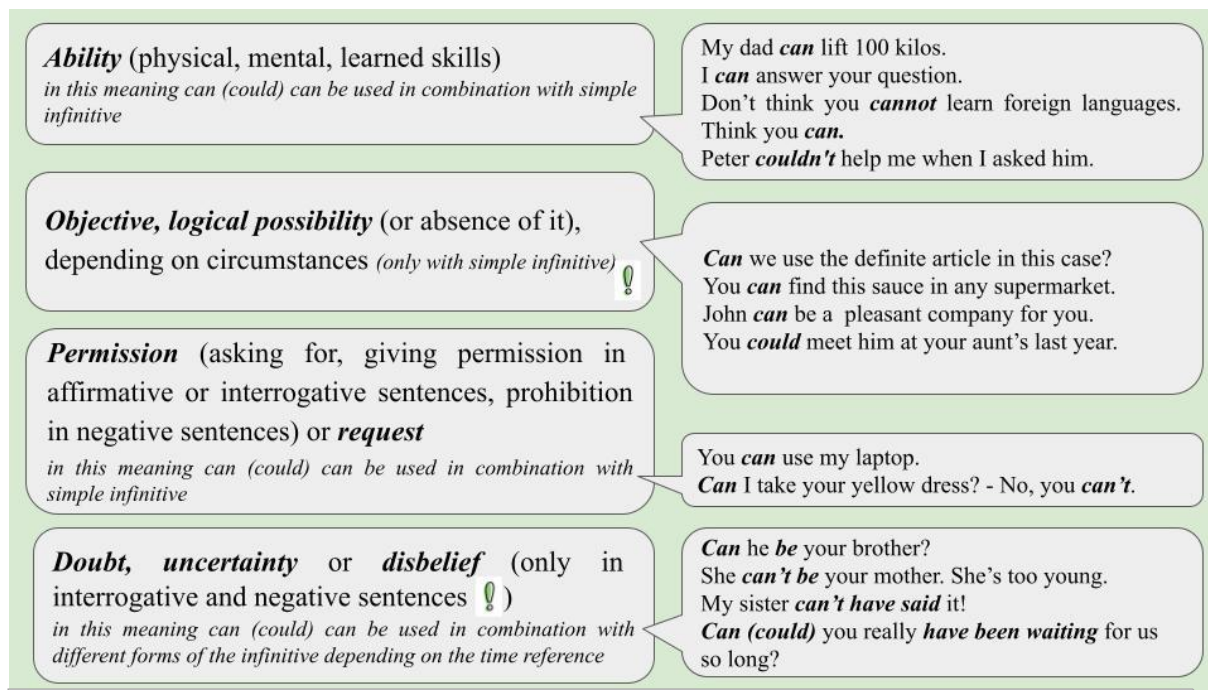 Ability (physical, mental, learned skills)
in this meaning can (could) can be used in combination with simple
infinitive
My dad can lift 100 kilos.
I can answer your question.
Don't think you cannot learn foreign languages.
Think you can.
Peter couldn't help me when I asked him.
Objective, logical possibility (or absence of it),
depending on circumstances (only with simple infinitive)
Can we use the definite article in this case?
You can find this sauce in any supermarket.
John can be a pleasant company for you.
You could meet him at your aunt's last year.
Permission (asking for, giving permission in
affirmative or interrogative sentences, prohibition
in negative sentences) or request
in this meaning can (could) can be used in combination with
simple infinitive
You can use my laptop.
Can I take your yellow dress? - No, you can't.
Doubt, uncertainty or disbelief (only in
interrogative and negative sentences ! )
in this meaning can (could) can be used in combination with
different forms of the infinitive depending on the time reference
Can he be your brother?
She can't be your mother. She's too young.
My sister can't have said it!
Can (could) you really have been waiting for us
so long?